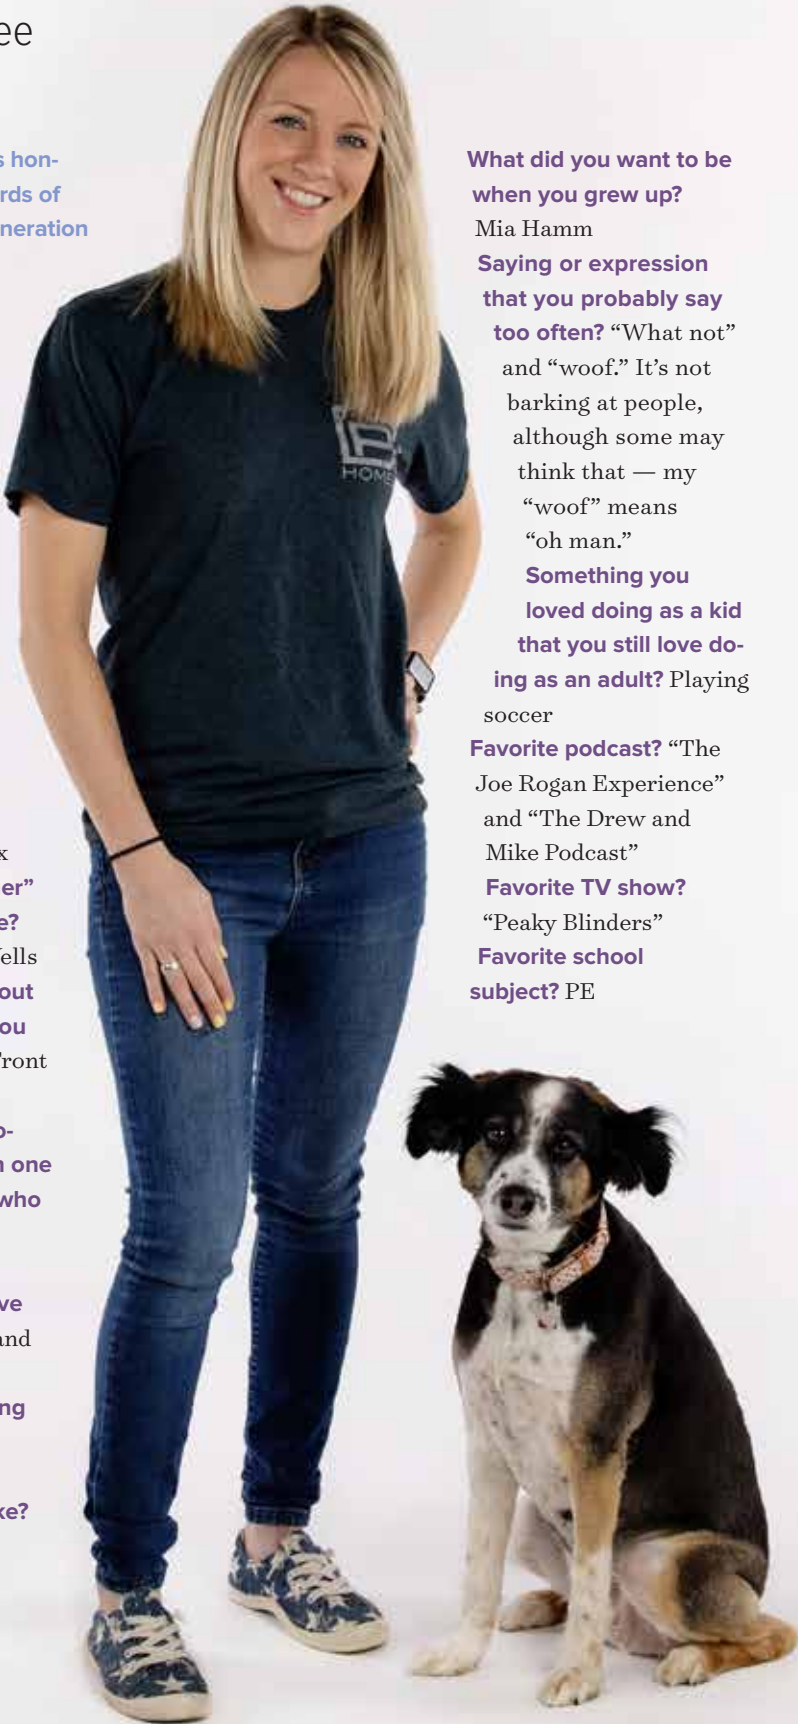 ee
s hon-
rds of
neration
x
er”
e?
ells
out
ou
Front
o-
n one
who
ve
and
ng
ke?
HOME
What did you want to be
when you grew up?
Mia Hamm
Saying or expression
that you probably say
too often? “What not”
and “woof.” It’s not
barking at people,
although some may
think that — my
“woof” means
“oh man.”
Something you
loved doing as a kid
that you still love do-
ing as an adult? Playing
soccer
Favorite podcast? “The
Joe Rogan Experience”
and “The Drew and
Mike Podcast”
Favorite TV show?
“Peaky Blinders”
Favorite school
subject? PE